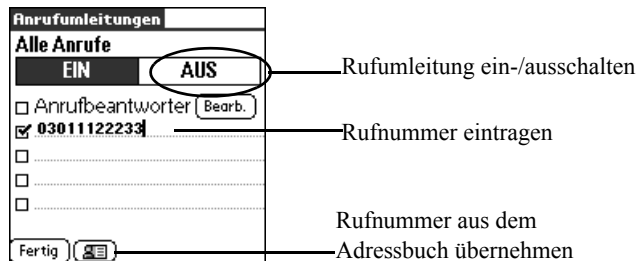 Anrufumleitungen
Alle Anrufe
EIN AUS
Rufumleitung ein-/ausschalten
Anrufbeantworter Bearb.
03011122233
Rufnummer eintragen
Rufnummer aus dem
Adressbuch übernehmen
Fertig